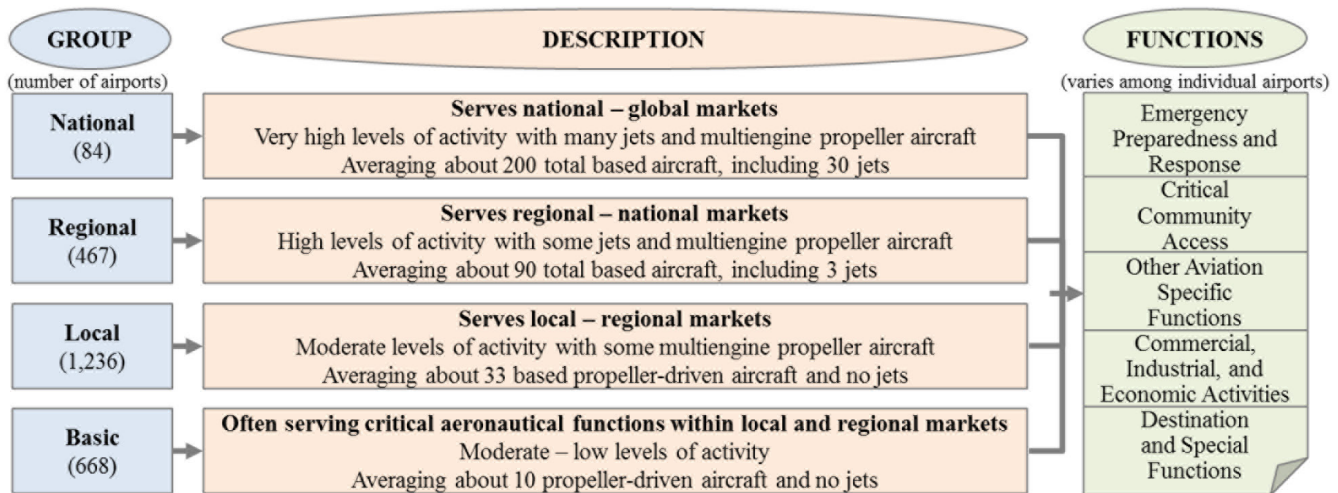 GROUP
(number of airports)
DESCRIPTION
FUNCTIONS
(varies among individual airports)
National
(84)
Serves national – global markets
Very high levels of activity with many jets and multiengine propeller aircraft
Averaging about 200 total based aircraft, including 30 jets
Regional
(467)
Serves regional – national markets
High levels of activity with some jets and multiengine propeller aircraft
Averaging about 90 total based aircraft, including 3 jets
Local
(1,236)
Serves local – regional markets
Moderate levels of activity with some multiengine propeller aircraft
Averaging about 33 based propeller-driven aircraft and no jets
Basic
(668)
Often serving critical aeronautical functions within local and regional markets
Moderate – low levels of activity
Averaging about 10 propeller-driven aircraft and no jets
Emergency
Preparedness and
Response
Critical
Community
Access
Other Aviation
Specific
Functions
Commercial,
Industrial, and
Economic Activities
Destination
and Special
Functions